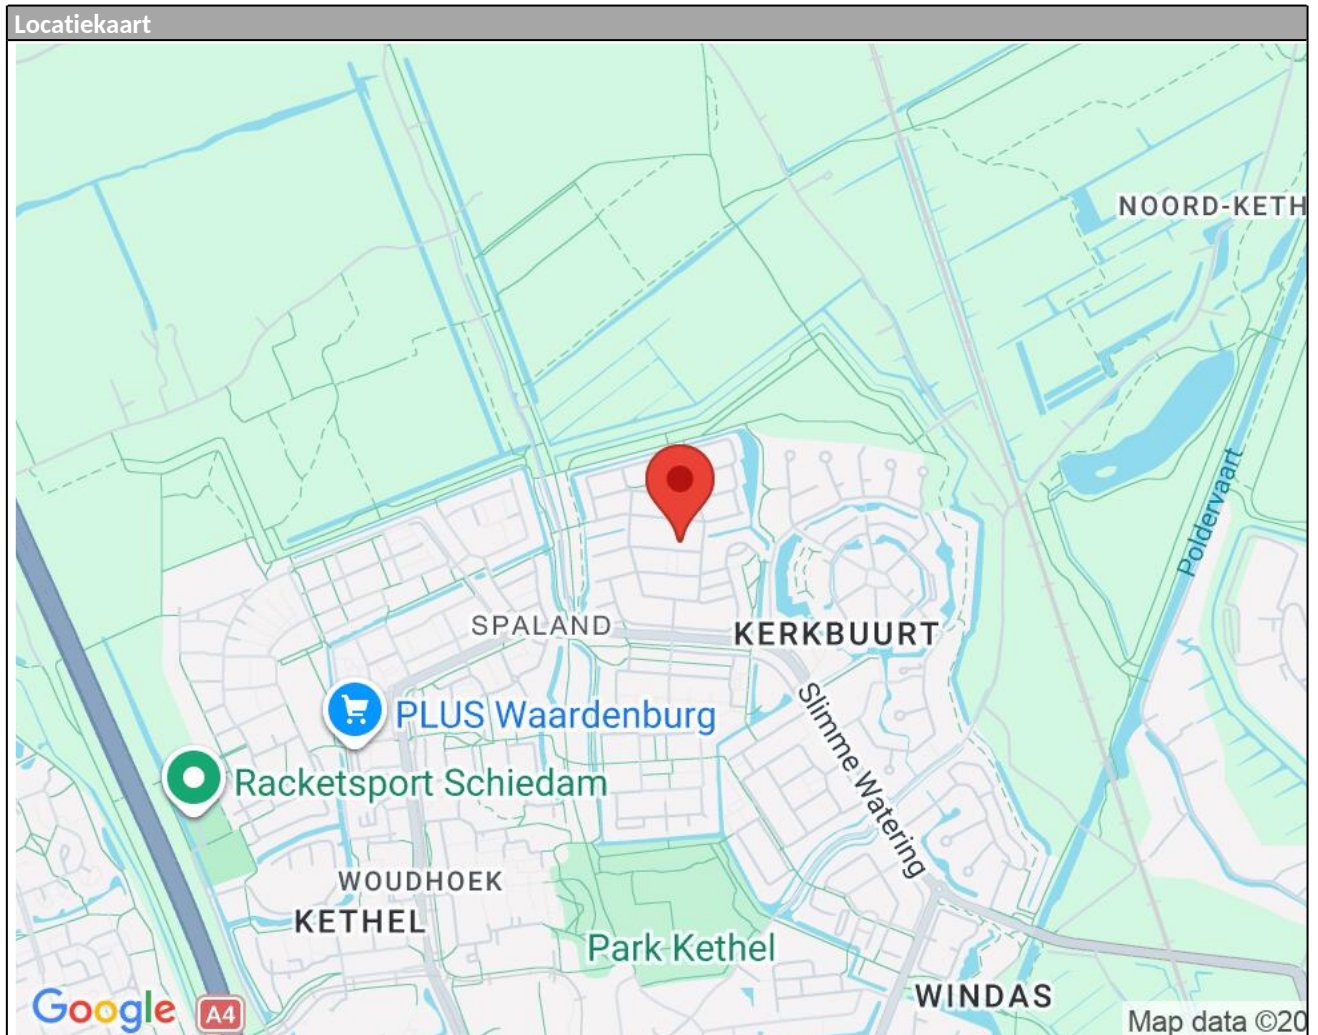 Locatiekaart
NOORD-KETH
Poldervaart
SPALAND
KERKBUURT
PLUS Waardenburg
Slimme Watering
Racketsport Schiedam
WOUDHOEK
KETHEL
Park Kethel
WINDAS
Google
A4
Map data ©20